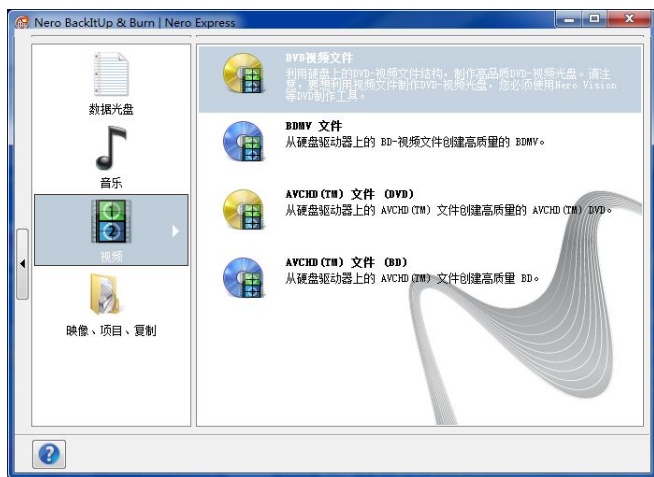 Nero BackItUp & Burn | Nero Express
数据光盘
音乐
视频
映像、项目、复制
DVD视频文件
利用硬盘上的DVD-视频文件结构，制作高品质DVD-视频光盘。请注
意，要想利用视频文件制作DVD-视频光盘，您必须使用Nero Vision
等DVD制作工具。
BDMV 文件
从硬盘驱动器上的 BD-视频文件创建高质量的 BDMV。
AVCHD(TM) 文件 (DVD)
从硬盘驱动器上的 AVCHD(TM) 文件创建高质量的 AVCHD(TM) DVD。
AVCHD(TM) 文件 (BD)
从硬盘驱动器上的 AVCHD(TM) 文件创建高质量 BD。